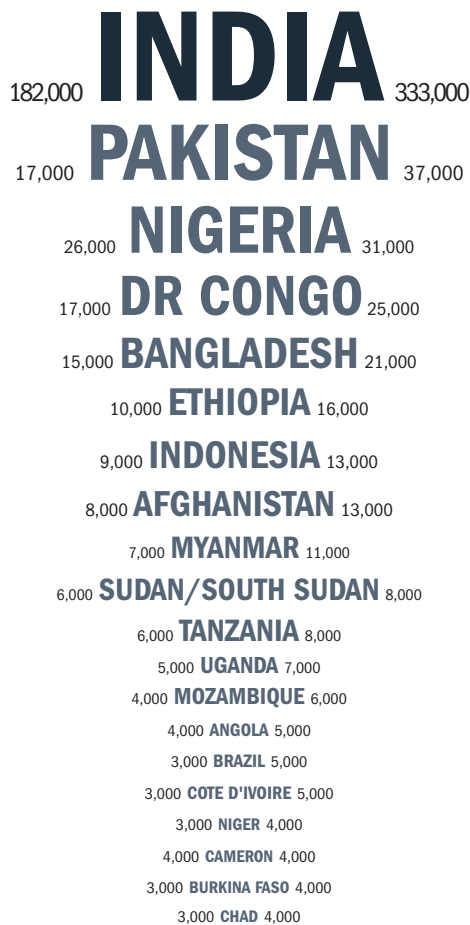 182,000 INDIA 333,000
17,000 PAKISTAN 37,000
26,000 NIGERIA 31,000
17,000 DR CONGO 25,000
15,000 BANGLADESH 21,000
10,000 ETHIOPIA 16,000
9,000 INDONESIA 13,000
8,000 AFGHANISTAN 13,000
7,000 MYANMAR 11,000
6,000 SUDAN/SOUTH SUDAN 8,000
6,000 TANZANIA 8,000
5,000 UGANDA 7,000
4,000 MOZAMBIQUE 6,000
4,000 ANGOLA 5,000
3,000 BRAZIL 5,000
3,000 COTE D'IVOIRE 5,000
3,000 NIGER 4,000
4,000 CAMERON 4,000
3,000 BURKINA FASO 4,000
3,000 CHAD 4,000